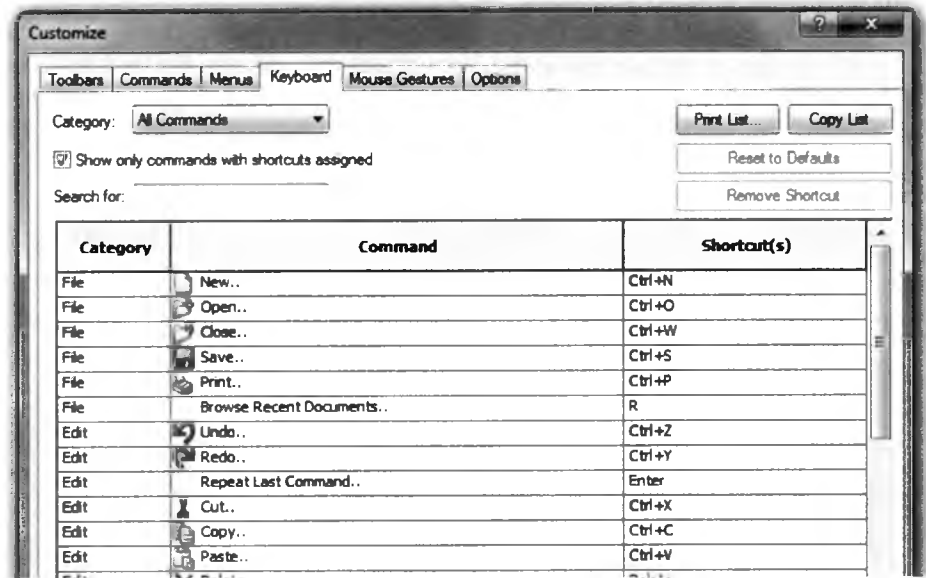 Customize
Toolbars Commands Menus Keyboard Mouse Gestures Options
Category: All Commands Print List... Copy List
Show only commands with shortcuts assigned Reset to Defaults
Search for: Remove Shortcut
Category Command Shortcut(s)
File New.. Ctrl+N
File Open.. Ctrl+O
File Close.. Ctrl+W
File Save.. Ctrl+S
File Print.. Ctrl+P
File Browse Recent Documents.. R
Edit Undo.. Ctrl+Z
Edit Redo.. Ctrl+Y
Edit Repeat Last Command.. Enter
Edit Cut.. Ctrl+X
Edit Copy.. Ctrl+C
Edit Paste.. Ctrl+V